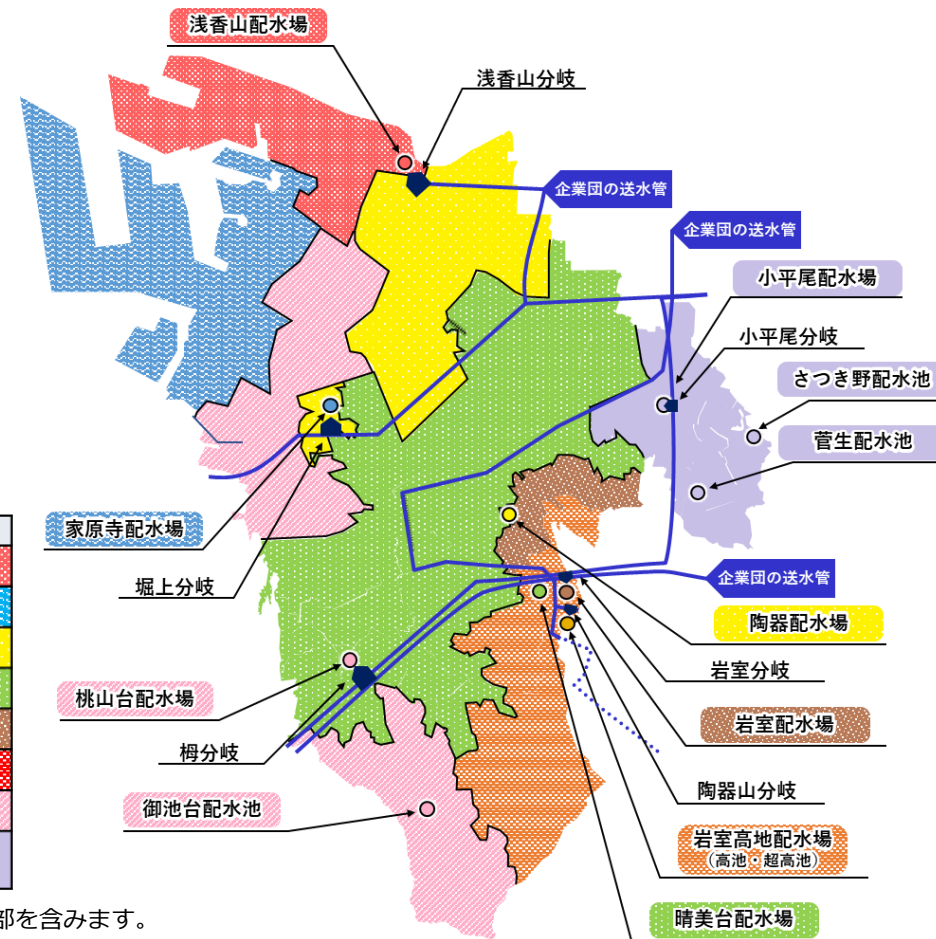 浅香山配水場
浅香山分岐
企業団の送水管
企業団の送水管
小平尾配水場
小平尾分岐
さつき野配水池
菅生配水池
家原寺配水場
堀上分岐
企業団の送水管
陶器配水場
岩室分岐
桃山台配水場
岩室配水場
栂分岐
陶器山分岐
御池台配水池
岩室高地配水場
(高池・超高池)
晴美台配水場
部を含みます。